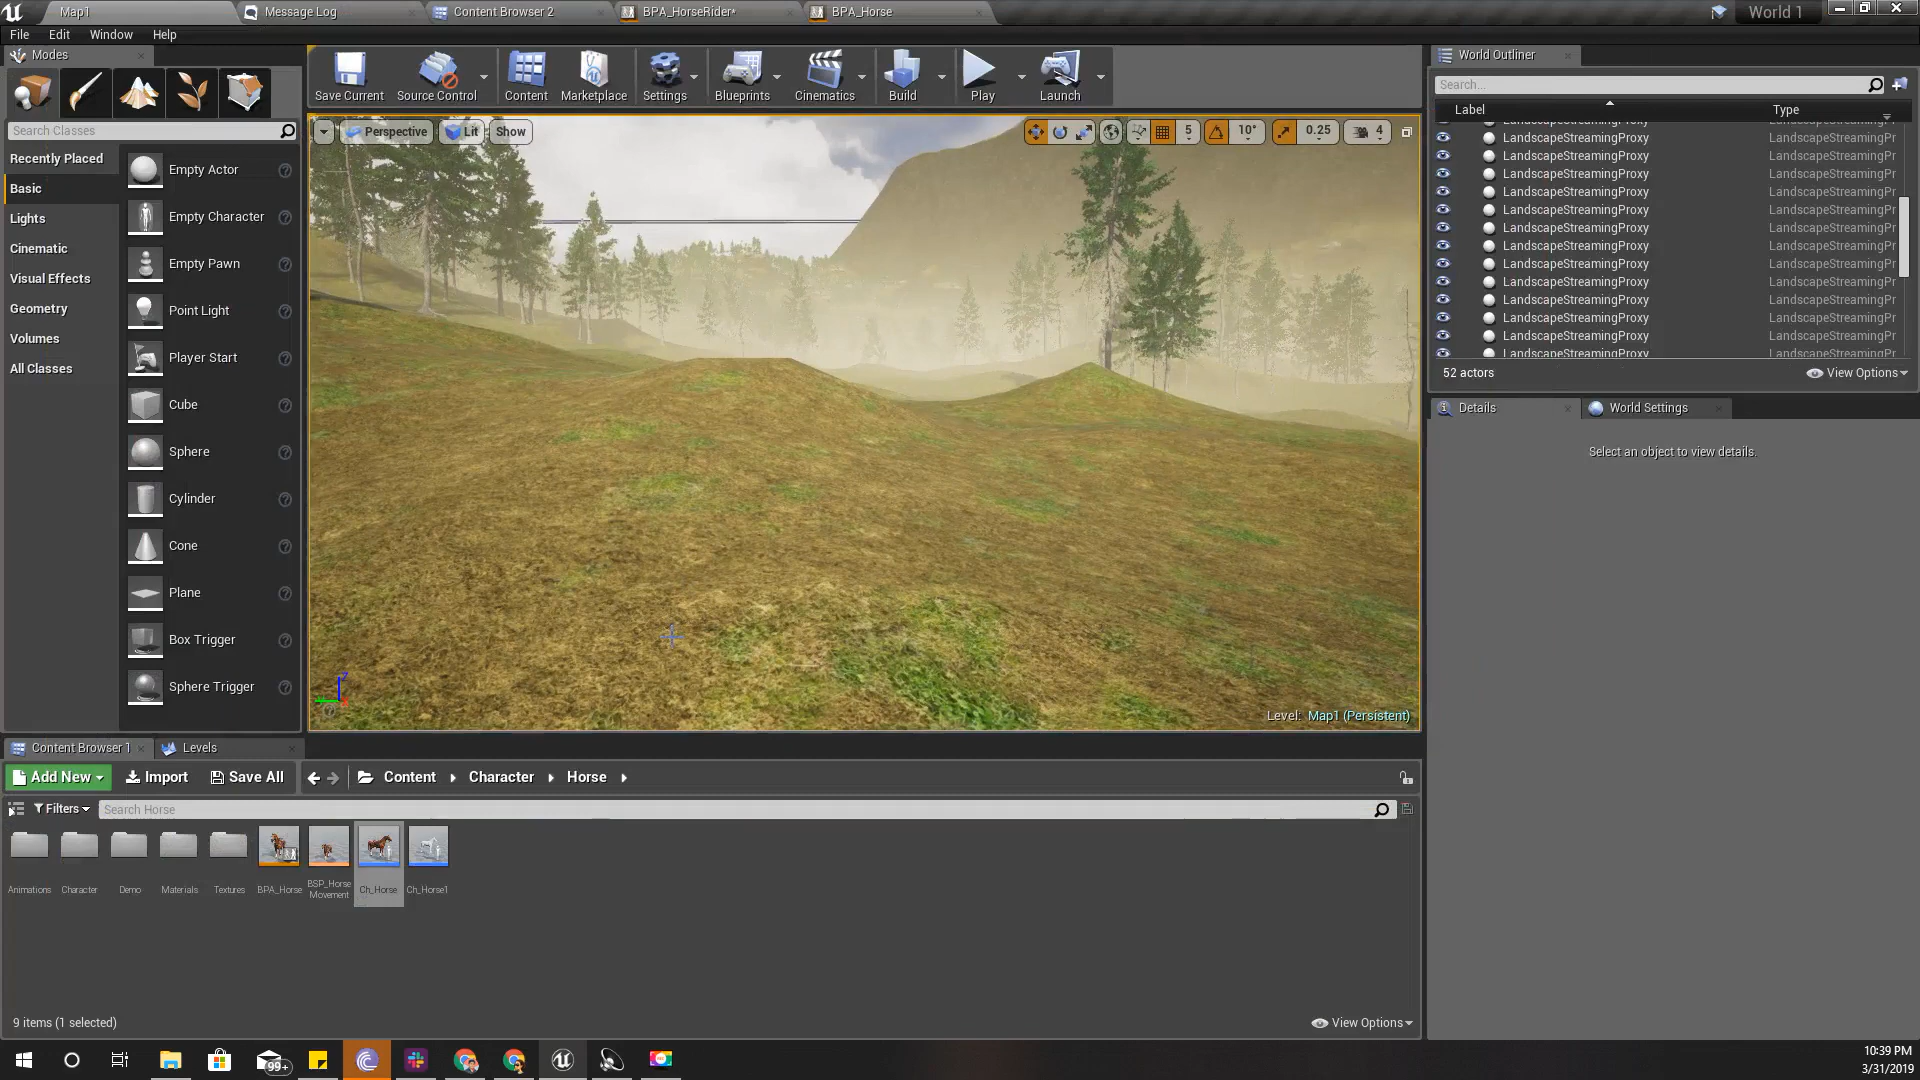 Map1
Message Log
Content Browser 2
BPA_HorseRider*
BPA_Horse
World 1
File Edit Window Help
Modes
Save Current
Source Control
Content
Marketplace
Settings
Blueprints
Cinematics
Build
Play
Launch
Search Classes
Recently Placed
Basic
Lights
Cinematic
Visual Effects
Geometry
Volumes
All Classes
Empty Actor
Empty Character
Empty Pawn
Point Light
Player Start
Cube
Sphere
Cylinder
Cone
Plane
Box Trigger
Sphere Trigger
Perspective Lit Show
5 10° 0.25 4
Level: Map1 (Persistent)
World Outliner
Search...
Label Type
LandscapeStreamingProxy
LandscapeStreamingProxy LandscapeStreamingPr
LandscapeStreamingProxy LandscapeStreamingPr
LandscapeStreamingProxy LandscapeStreamingPr
LandscapeStreamingProxy LandscapeStreamingPr
LandscapeStreamingProxy LandscapeStreamingPr
LandscapeStreamingProxy LandscapeStreamingPr
LandscapeStreamingProxy LandscapeStreamingPr
LandscapeStreamingProxy LandscapeStreamingPr
LandscapeStreamingProxy LandscapeStreamingPr
LandscapeStreamingProxy LandscapeStreamingPr
LandscapeStreamingProxy LandscapeStreamingPr
LandscapeStreamingProxy LandscapeStreamingPr
LandscapeStreamingProxy LandscapeStreamingPr
52 actors
View Options
Details
World Settings
Select an object to view details.
Content Browser 1
Levels
Add New Import Save All
Content Character Horse
Filters
Search Horse
Animations
Character
Demo
Materials
Textures
BPA_Horse
BSP_Horse
Movement
Ch_Horse
Ch_Horse1
9 items (1 selected)
View Options
99+
10:39 PM
3/31/2019